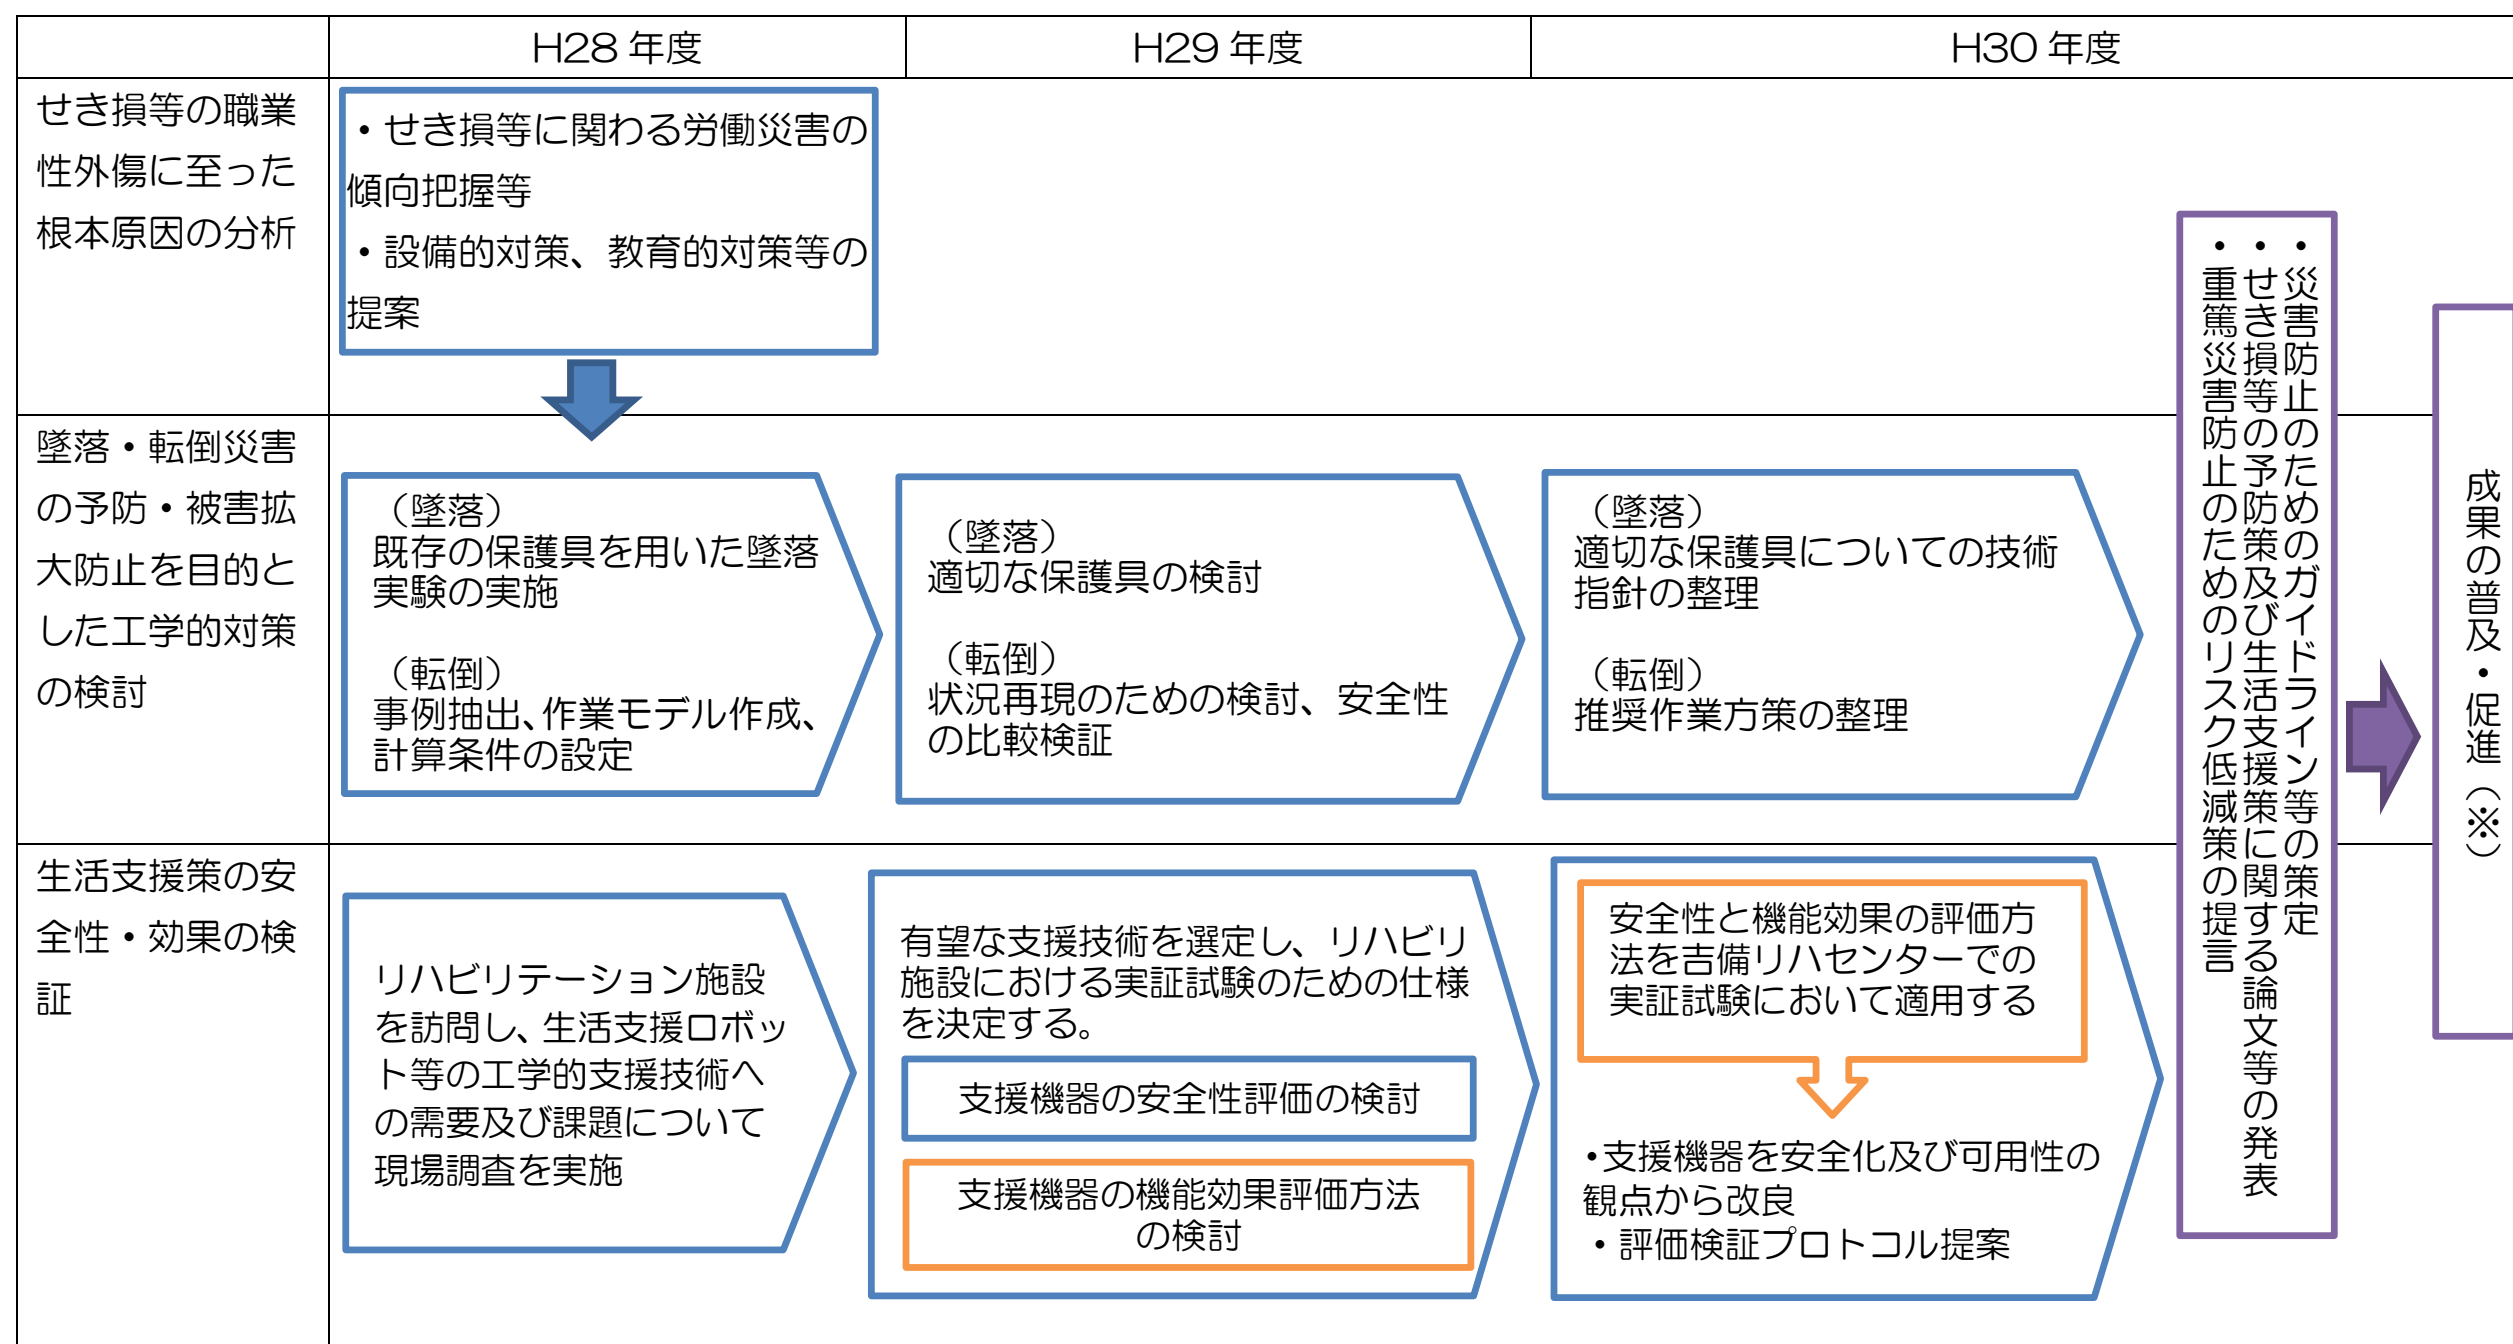 H28 年度
H29 年度
H30 年度
せき損等の職業
性外傷に至った
根本原因の分析
・せき損等に関わる労働災害の
傾向把握等
・設備的対策、教育的対策等の
提案
墜落・転倒災害
の予防・被害拡
大防止を目的と
した工学的対策
の検討
（墜落）
既存の保護具を用いた墜落
実験の実施
（転倒）
事例抽出、作業モデル作成、
計算条件の設定
（墜落）
適切な保護具の検討
（転倒）
状況再現のための検討、安全性
の比較検証
（墜落）
適切な保護具についての技術
指針の整理
（転倒）
推奨作業方策の整理
生活支援策の安
全性・効果の検
証
リハビリテーション施設
を訪問し、生活支援ロボッ
ト等の工学的支援技術へ
の需要及び課題について
現場調査を実施
有望な支援技術を選定し、リハビリ
施設における実証試験のための仕様
を決定する。
支援機器の安全性評価の検討
支援機器の機能効果評価方法
の検討
安全性と機能効果の評価方
法を吉備リハセンターでの
実証試験において適用する
・支援機器を安全化及び可用性の
観点から改良
・評価検証プロトコル提案
・災害防止のためのガイドライン等の策定
・せき損等の予防策及び生活支援策に関する論文等の発表
・重篤災害防止のためのリスク低減策の提言
成果の普及・促進（※）